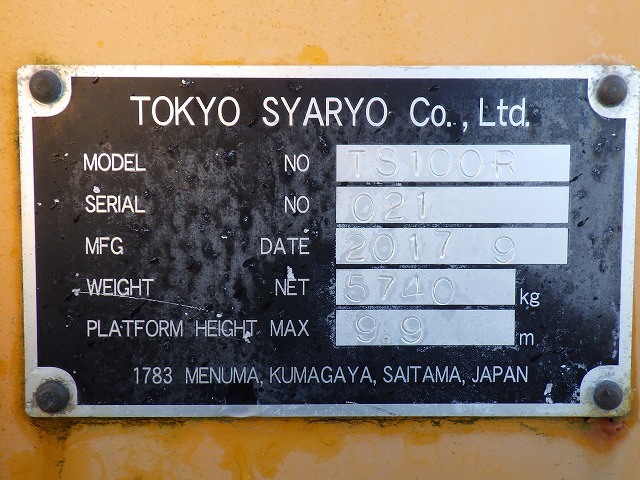 TOKYO SYARYO Co., Ltd.
MODEL NO TS100R
SERIAL NO 021
MFG DATE 2017 9
WEIGHT NET 5740 kg
PLATFORM HEIGHT MAX 9.9 m
1783 MENUMA, KUMAGAYA, SAITAMA, JAPAN